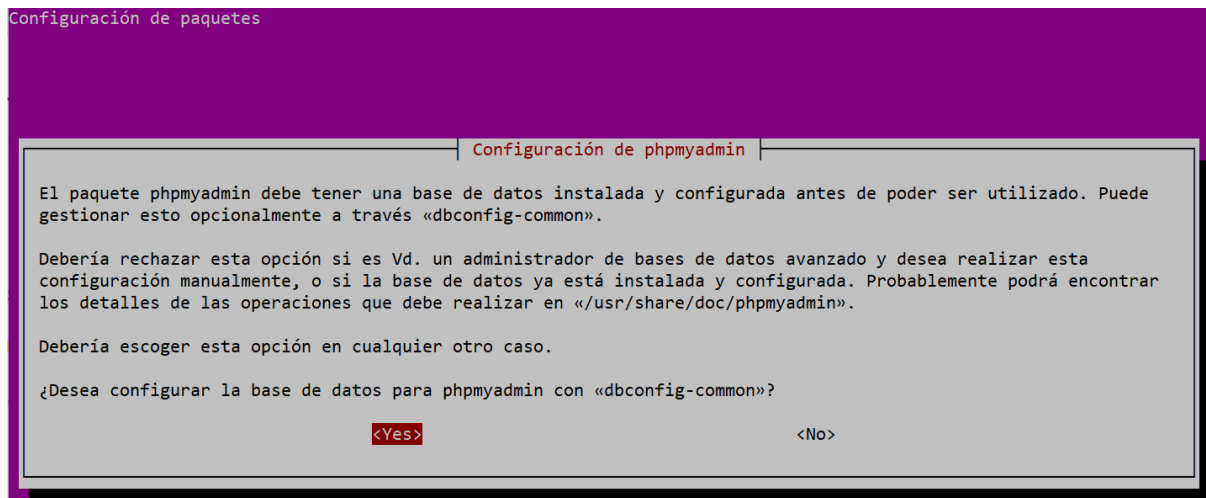 Configuración de paquetes
Configuración de phpmyadmin
El paquete phpmyadmin debe tener una base de datos instalada y configurada antes de poder ser utilizado. Puede
gestionar esto opcionalmente a través «dbconfig-common».
Debería rechazar esta opción si es Vd. un administrador de bases de datos avanzado y desea realizar esta
configuración manualmente, o si la base de datos ya está instalada y configurada. Probablemente podrá encontrar
los detalles de las operaciones que debe realizar en «/usr/share/doc/phpmyadmin».
Debería escoger esta opción en cualquier otro caso.
¿Desea configurar la base de datos para phpmyadmin con «dbconfig-common»?
<Yes> <No>